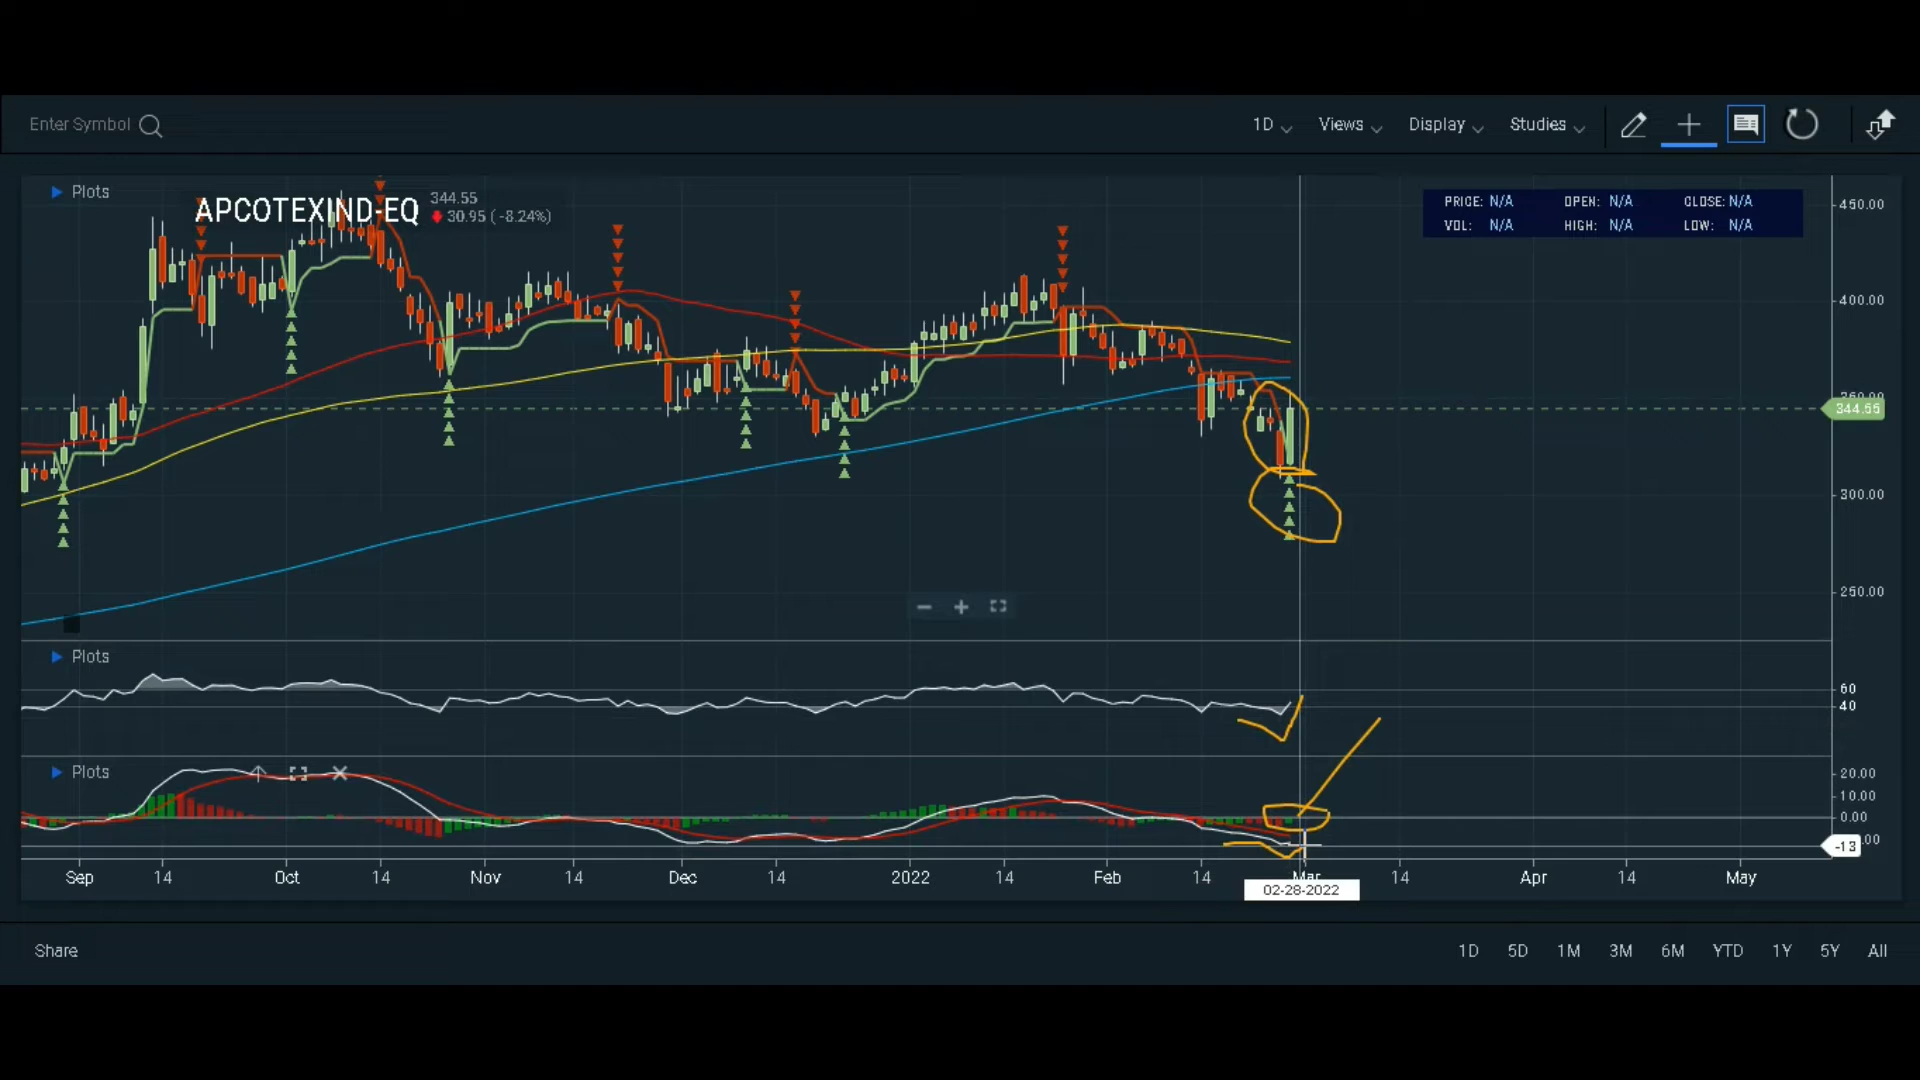 Enter Symbol
1D Views Display Studies
Plots
APCOTEXIND-EQ 344.55
30.95 (-8.24%)
PRICE: N/A OPEN: N/A CLOSE: N/A
VOL: N/A HIGH: N/A LOW: N/A
450.00
400.00
344.55
300.00
250.00
Plots
60
40
Plots
20.00
10.00
0.00
-13
Sep 14 Oct 14 Nov 14 Dec 14 2022 14 Feb 14 Mar 14 Apr 14 May
02-28-2022
Share 1D 5D 1M 3M 6M YTD 1Y 5Y All